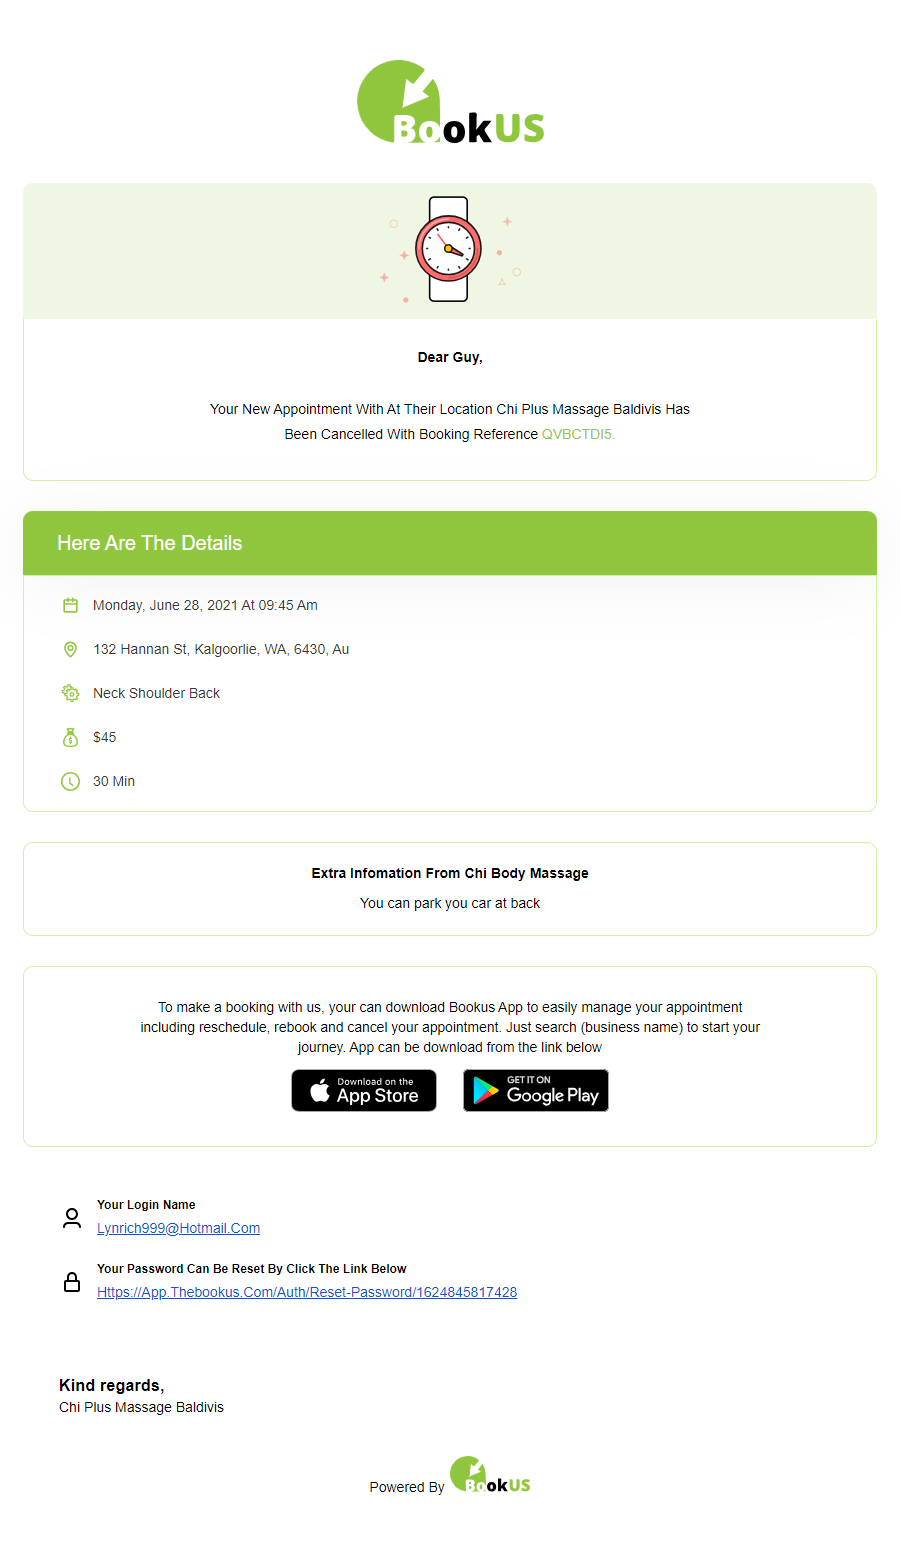 BookUS
Dear Guy,
Your New Appointment With At Their Location Chi Plus Massage Baldivis Has
Been Cancelled With Booking Reference QVBCTDI5.
Here Are The Details
Monday, June 28, 2021 At 09:45 Am
132 Hannan St, Kalgoorlie, WA, 6430, Au
Neck Shoulder Back
$45
30 Min
Extra Infomation From Chi Body Massage
You can park you car at back
To make a booking with us, your can download Bookus App to easily manage your appointment
including reschedule, rebook and cancel your appointment. Just search (business name) to start your
journey. App can be download from the link below
Download on the
App Store
GET IT ON
Google Play
Your Login Name
Lynrich999@Hotmail.Com
Your Password Can Be Reset By Click The Link Below
Https://App.Thebookus.Com/Auth/Reset-Password/1624845817428
Kind regards,
Chi Plus Massage Baldivis
Powered By BookUS